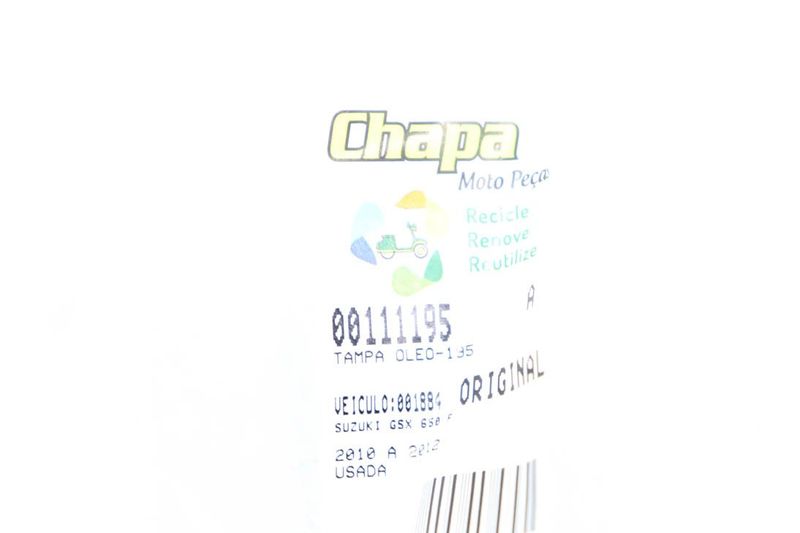 Chapa
Moto Peças
Recicle
Renove
Reutilize
A
00111195
TAMPA OLEO-195
ORIGINAL
VEICULO:001884
SUZUKI GSX 650 F
2010 A 2012
USADA